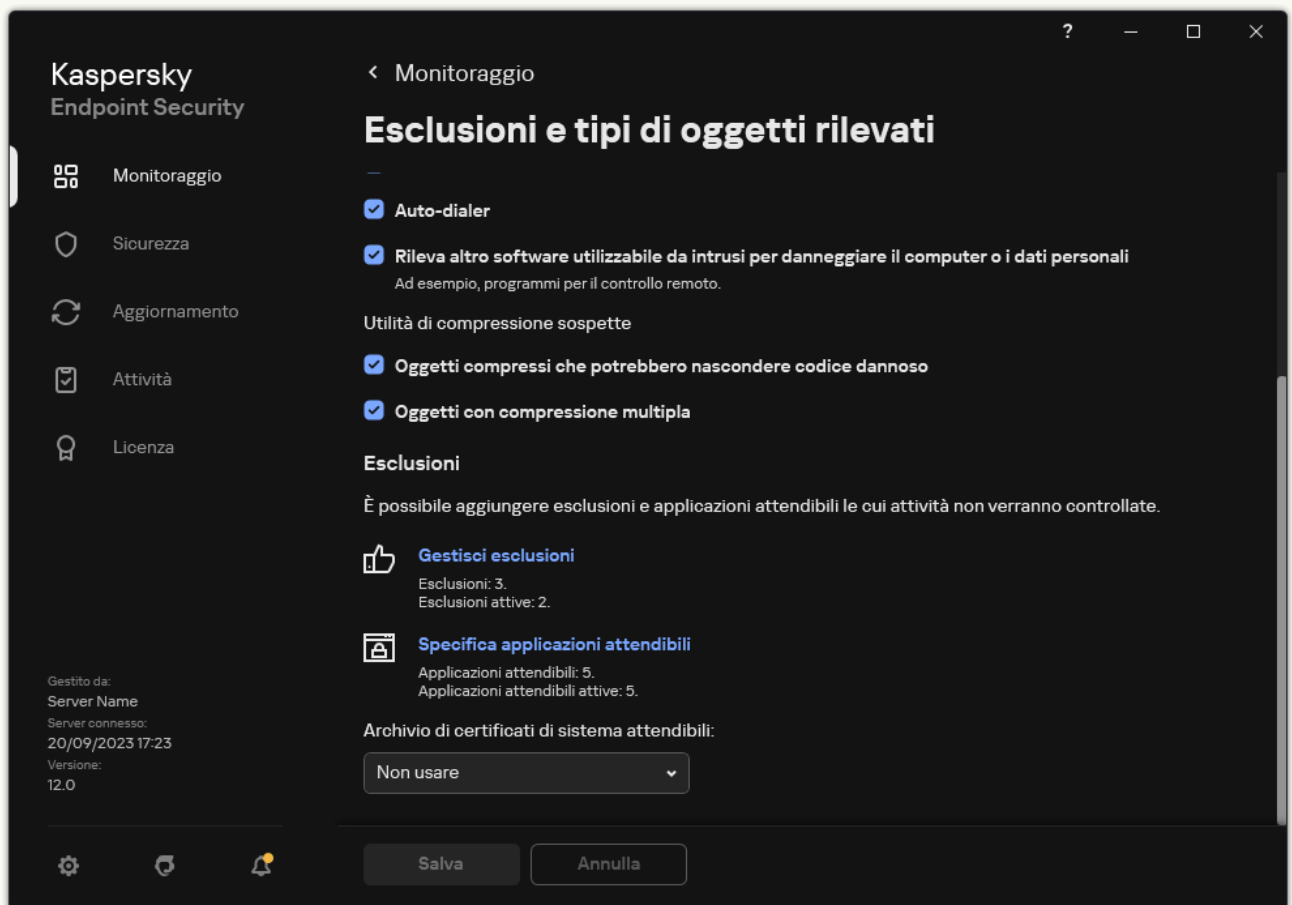 ?
Kaspersky
Endpoint Security
Monitoraggio
Sicurezza
Aggiornamento
Attività
Licenza
Gestito da:
Server Name
Server connesso:
20/09/2023 17:23
Versione:
12.0
Monitoraggio
Esclusioni e tipi di oggetti rilevati
Auto-dialer
Rileva altro software utilizzabile da intrusi per danneggiare il computer o i dati personali
Ad esempio, programmi per il controllo remoto.
Utilità di compressione sospette
Oggetti compressi che potrebbero nascondere codice dannoso
Oggetti con compressione multipla
Esclusioni
È possibile aggiungere esclusioni e applicazioni attendibili le cui attività non verranno controllate.
Gestisci esclusioni
Esclusioni: 3.
Esclusioni attive: 2.
Specifica applicazioni attendibili
Applicazioni attendibili: 5.
Applicazioni attendibili attive: 5.
Archivio di certificati di sistema attendibili:
Non usare
Salva
Annulla